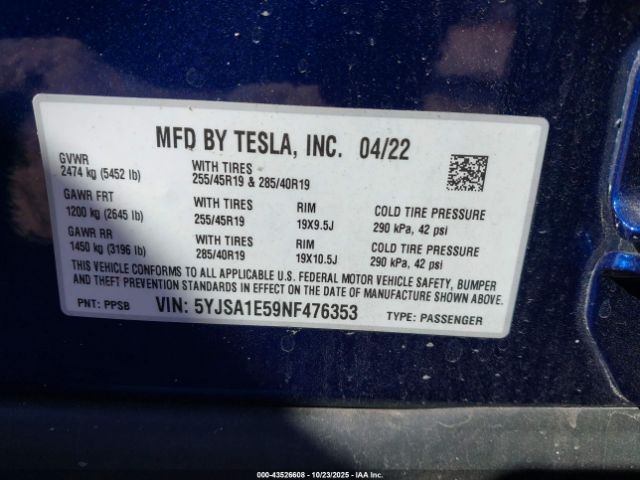 MFD BY TESLA, INC. 04/22
GVWR
2474 kg (5452 lb)
WITH TIRES
255/45R19 & 285/40R19
GAWR FRT
1200 kg (2645 lb)
WITH TIRES
255/45R19
RIM
19X9.5J
COLD TIRE PRESSURE
290 kPa, 42 psi
GAWR RR
1450 kg (3196 lb)
WITH TIRES
285/40R19
RIM
19X10.5J
COLD TIRE PRESSURE
290 kPa, 42 psi
THIS VEHICLE CONFORMS TO ALL APPLICABLE U.S. FEDERAL MOTOR VEHICLE SAFETY, BUMPER
AND THEFT PREVENTION STANDARDS IN EFFECT ON THE DATE OF MANUFACTURE SHOWN ABOVE.
PNT: PPSB VIN: 5YJSA1E59NF476353 TYPE: PASSENGER
000-43526608 - 10/23/2025 - IAA Inc.